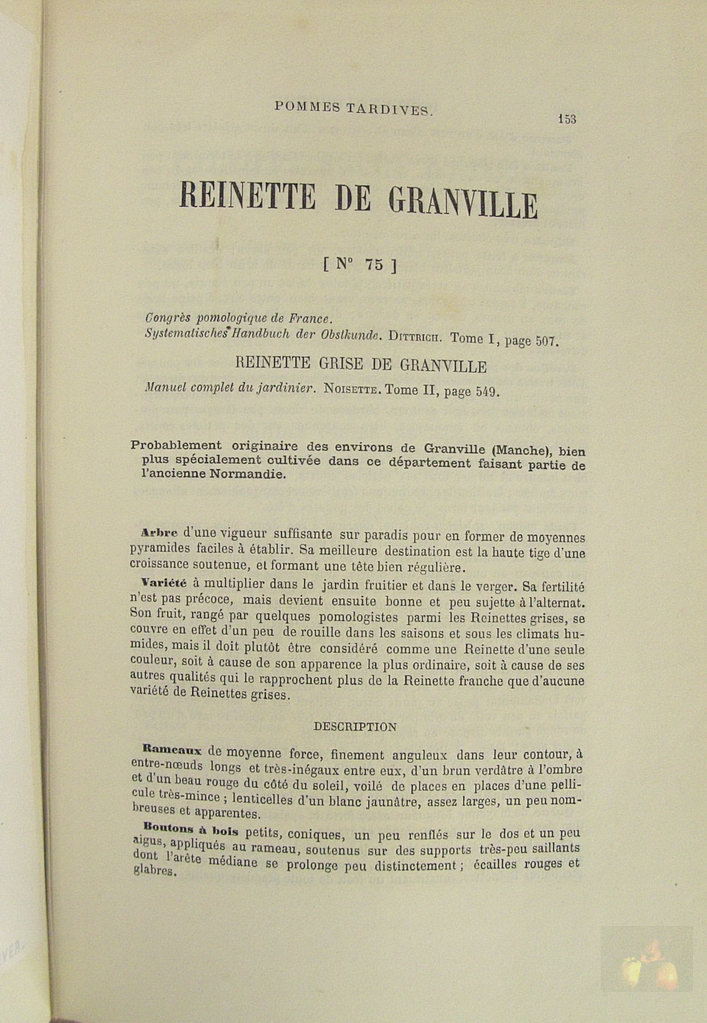 POMMES TARDIVES.
153
REINETTE DE GRANVILLE
[ N° 75 ]
Congrès pomologique de France.
Systematisches Handbuch der Obstkunde. DITTRICH. Tome I, page 507.
REINETTE GRISE DE GRANVILLE
Manuel complet du jardinier. NOISETTE. Tome II, page 549.
Probablement originaire des environs de Granville (Manche), bien
plus spécialement cultivée dans ce département faisant partie de
l'ancienne Normandie.
Arbre d'une vigueur suffisante sur paradis pour en former de moyennes
pyramides faciles à établir. Sa meilleure destination est la haute tige d'une
croissance soutenue, et formant une tête bien régulière.
Variété à multiplier dans le jardin fruitier et dans le verger. Sa fertilité
n'est pas précoce, mais devient ensuite bonne et peu sujette à l'alternat.
Son fruit, rangé par quelques pomologistes parmi les Reinettes grises, se
couvre en effet d'un peu de rouille dans les saisons et sous les climats hu-
mides, mais il doit plutôt être considéré comme une Reinette d'une seule
couleur, soit à cause de son apparence la plus ordinaire, soit à cause de ses
autres qualités qui le rapprochent plus de la Reinette franche que d'aucune
variété de Reinettes grises.
DESCRIPTION
Rameaux de moyenne force, finement anguleux dans leur contour, à
entre-nœuds longs et très-inégaux entre eux, d'un brun verdâtre à l'ombre
et d'un beau rouge du côté du soleil, voilé de places en places d'une pelli-
cule très-mince ; lenticelles d'un blanc jaunâtre, assez larges, un peu nom-
breuses et apparentes.
Boutons à bois petits, coniques, un peu renflés sur le dos et un peu
aigus, appliqués au rameau, soutenus sur des supports très-peu saillants
dont l'arête médiane se prolonge peu distinctement ; écailles rouges et
glabres.